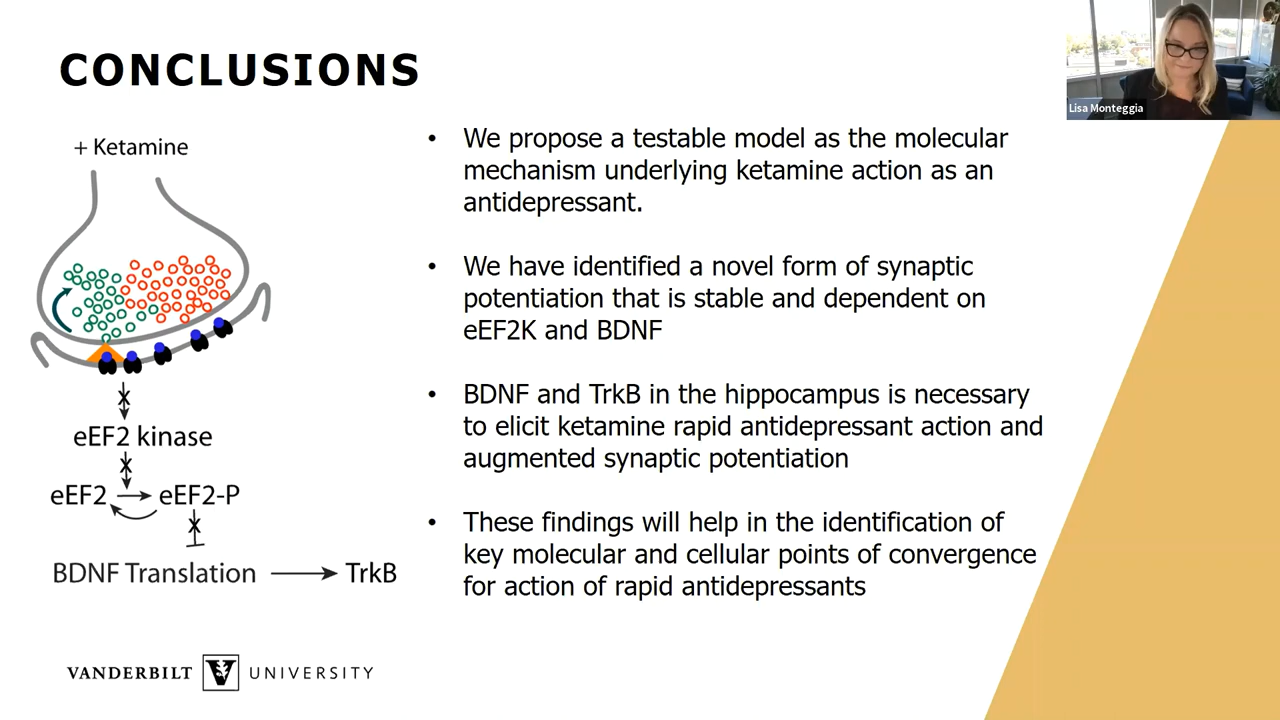 CONCLUSIONS
Lisa Monteggia
+ Ketamine
eEF2 kinase
eEF2
eEF2-P
BDNF Translation
TrkB
• We propose a testable model as the molecular
mechanism underlying ketamine action as an
antidepressant.
• We have identified a novel form of synaptic
potentiation that is stable and dependent on
eEF2K and BDNF
• BDNF and TrkB in the hippocampus is necessary
to elicit ketamine rapid antidepressant action and
augmented synaptic potentiation
• These findings will help in the identification of
key molecular and cellular points of convergence
for action of rapid antidepressants
VANDERBILT V UNIVERSITY